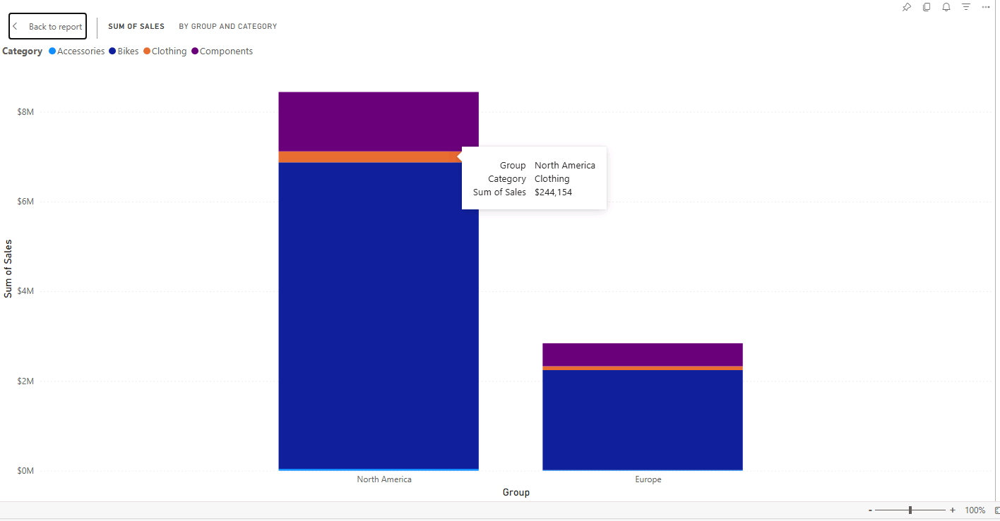 Back to report SUM OF SALES BY GROUP AND CATEGORY
Category Accessories Bikes Clothing Components
$8M
Group North America
Category Clothing
Sum of Sales $244,154
$6M
$4M
$2M
$0M
Sum of Sales
North America Europe
Group
- + 100%